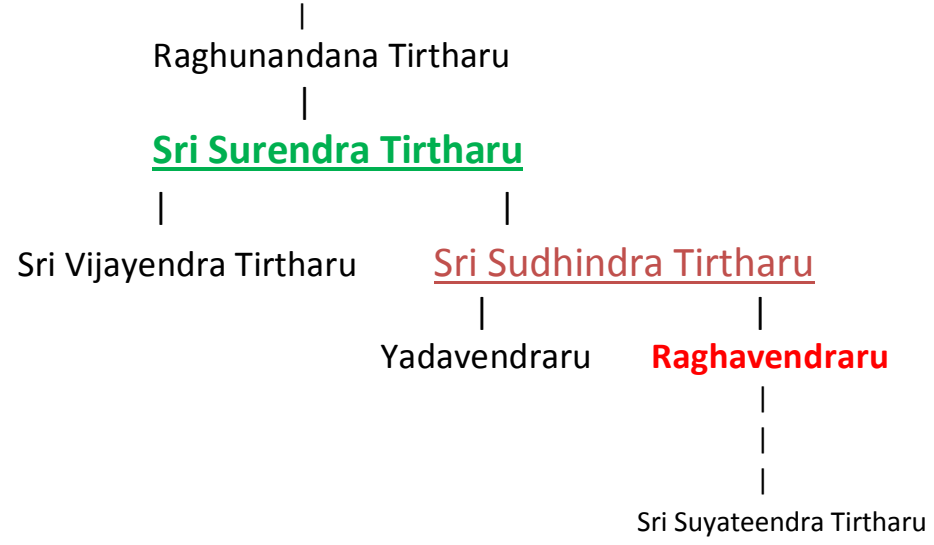 |
Raghunandana Tirtharu
|
Sri Surendra Tirtharu
| |
Sri Vijayendra Tirtharu Sri Sudhindra Tirtharu
| |
Yadavendraru Raghavendraru
|
|
|
Sri Suyateendra Tirtharu